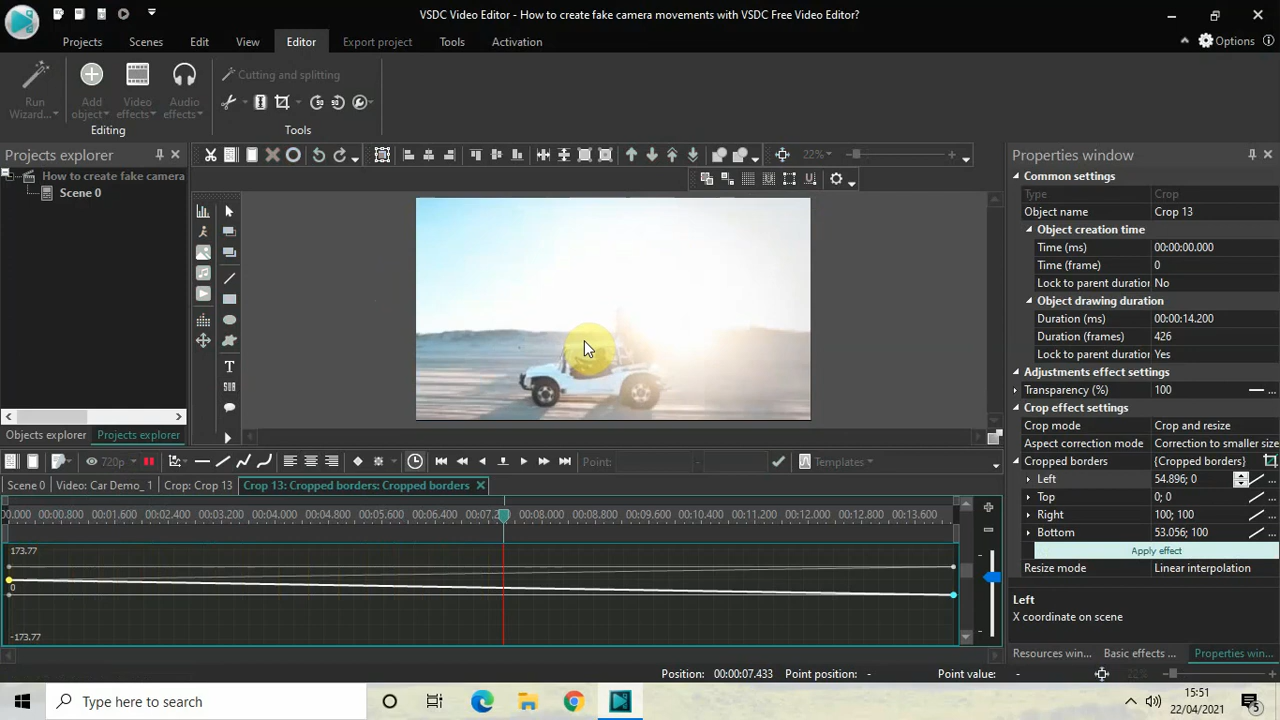 VSDC Video Editor - How to create fake camera movements with VSDC Free Video Editor?
Projects Scenes Edit View Editor Export project Tools Activation Options
Run Wizard... Add object Video effects Audio effects
Cutting and splitting
Editing Tools
Projects explorer
How to create fake camera
Scene 0
22%
Objects explorer Projects explorer
Properties window
Common settings
Type Crop
Object name Crop 13
Object creation time
Time (ms) 00:00:00.000
Time (frame) 0
Lock to parent duration No
Object drawing duration
Duration (ms) 00:00:14.200
Duration (frames) 426
Lock to parent duration Yes
Adjustments effect settings
Transparency (%) 100 ...
Crop effect settings
Crop mode Crop and resize
Aspect correction mode Correction to smaller size
Cropped borders {Cropped borders}
Left 54.896; 0 ...
Top 0; 0 ...
Right 100; 100 ...
Bottom 53.056; 100 ...
Apply effect
Resize mode Linear interpolation
Left
X coordinate on scene
Resources win... Basic effects ... Properties win...
720p Point: - Templates
Scene 0 Video: Car Demo_ 1 Crop: Crop 13 Crop 13: Cropped borders: Cropped borders
00:00.800 00:01.600 00:02.400 00:03.200 00:04.000 00:04.800 00:05.600 00:06.400 00:08.000 00:08.800 00:09.600 00:10.400 00:11.200 00:12.000 00:12.800 00:13.600
173.77
0
-173.77
Position: 00:00:07.433 Point position: - Point value: - 22%
Type here to search
15:51
22/04/2021
5